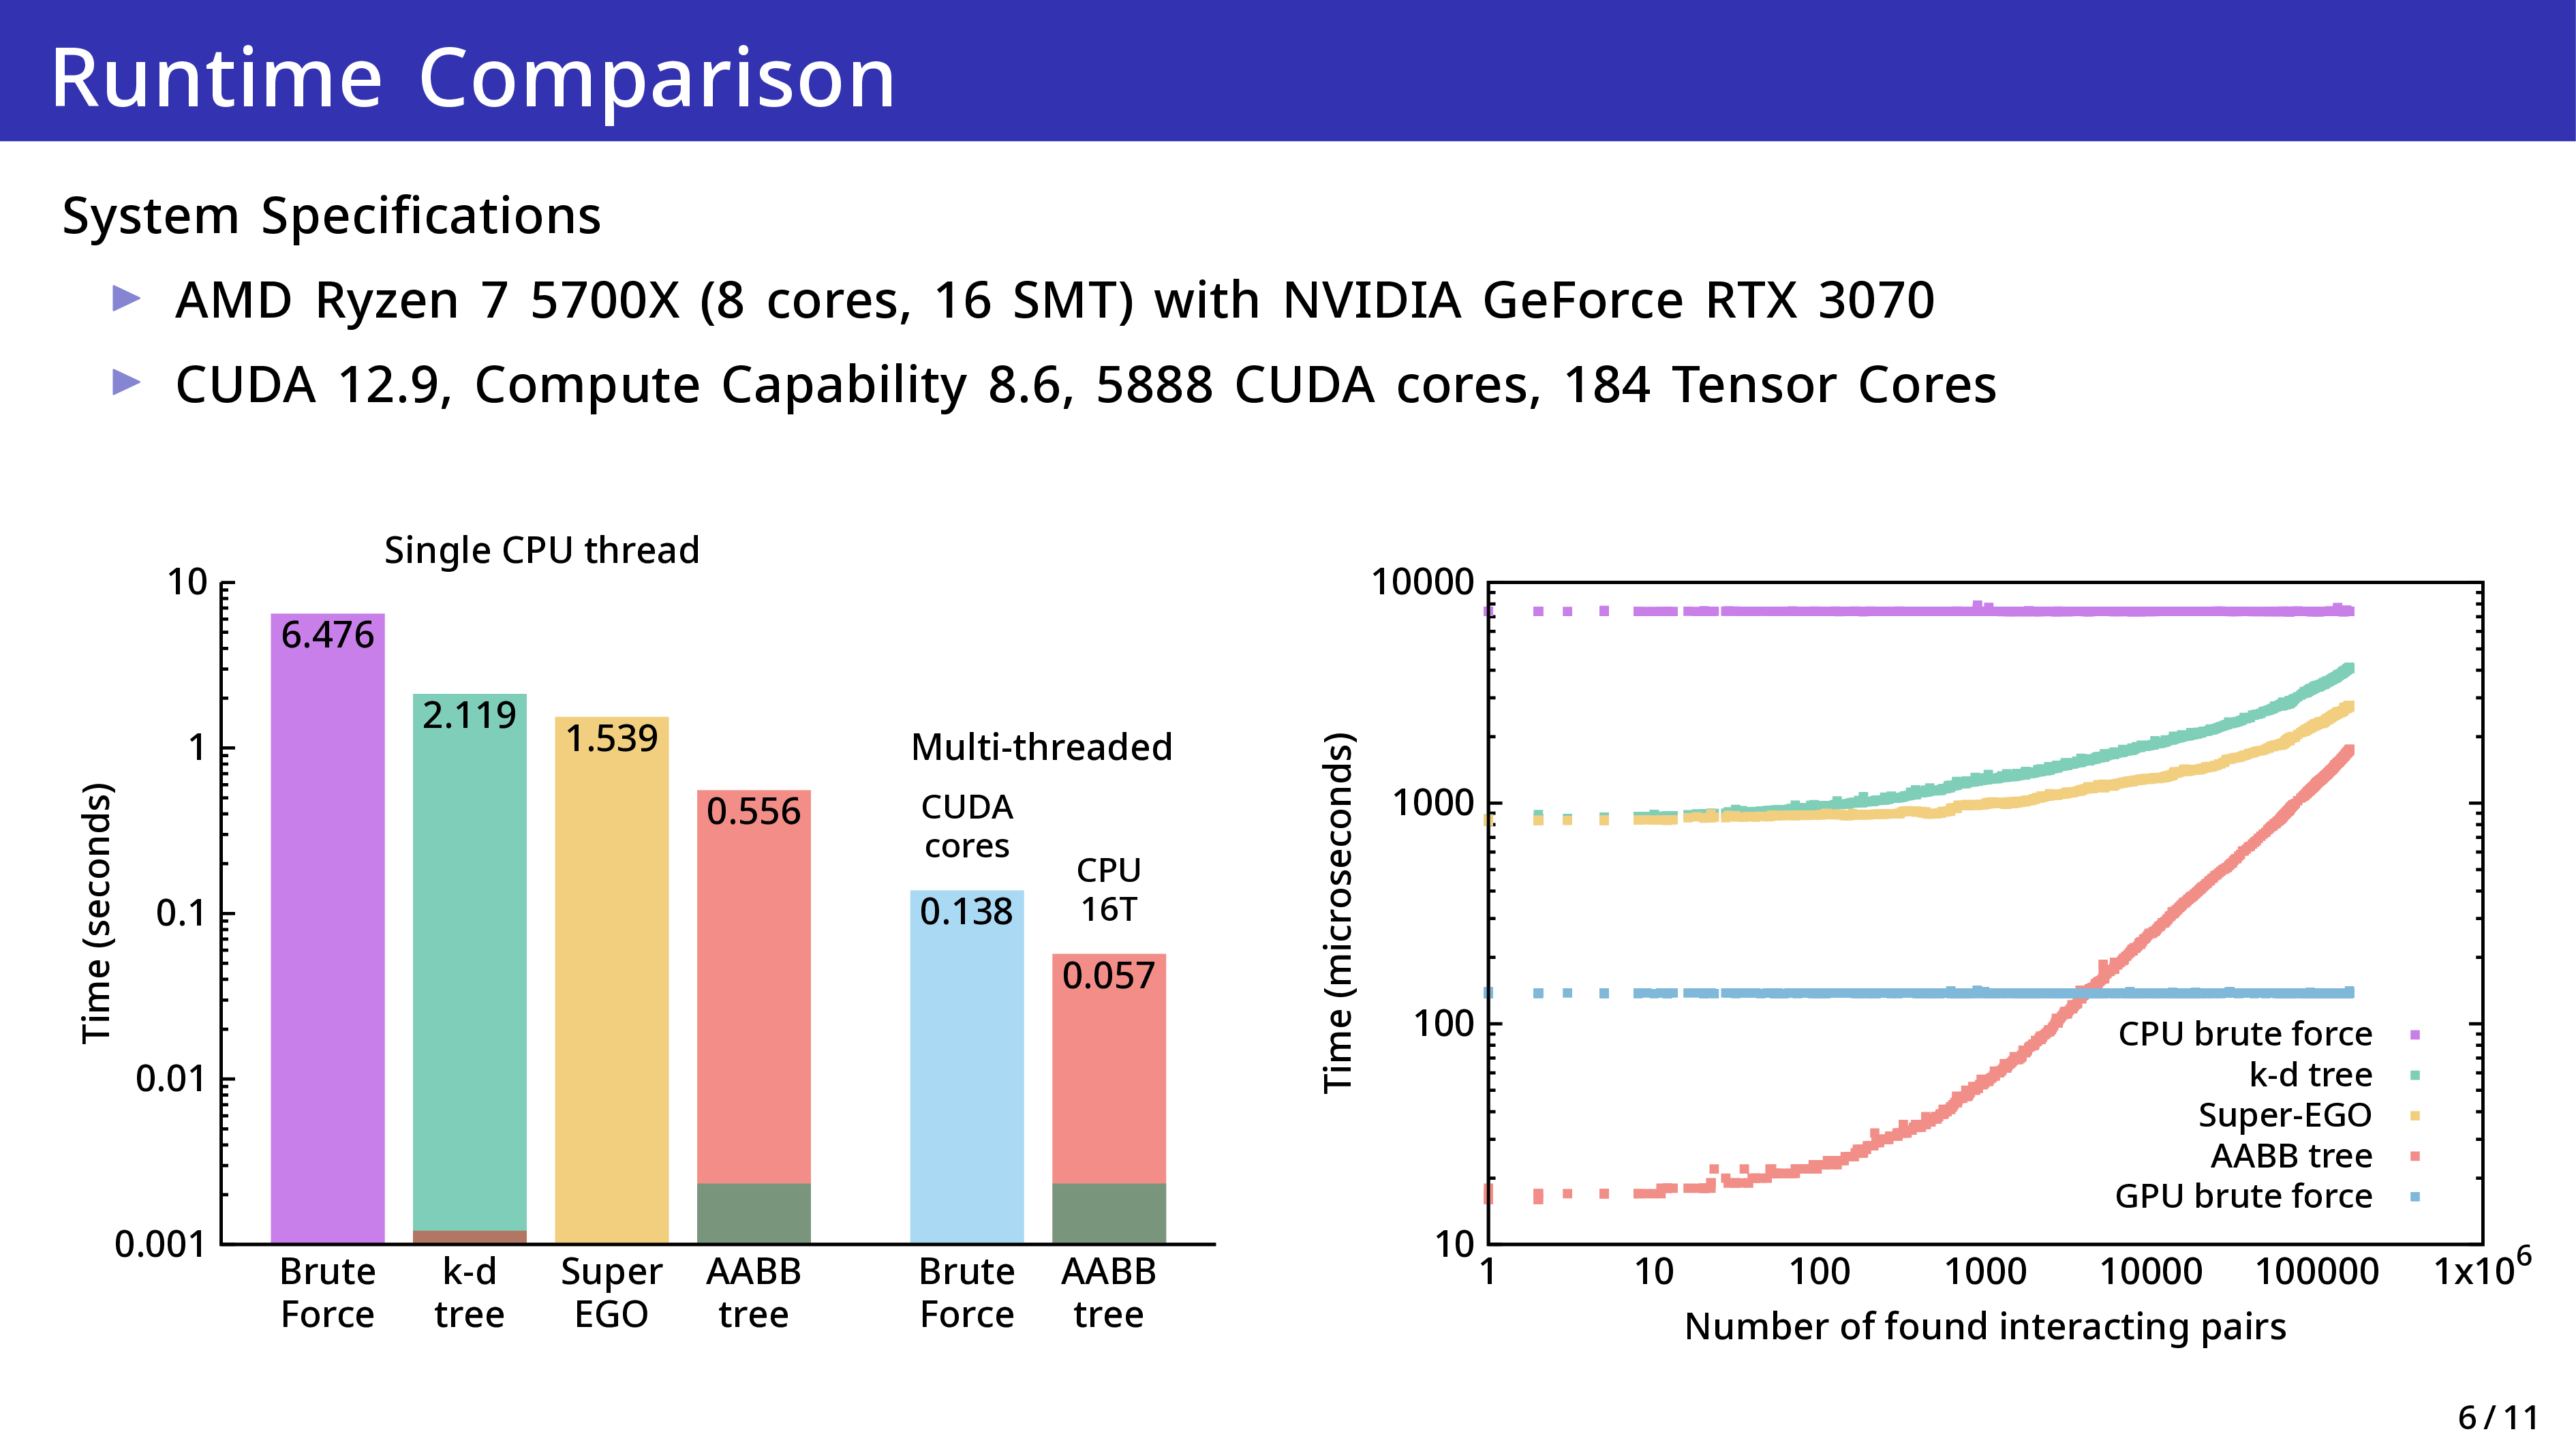 Runtime Comparison
System Specifications
AMD Ryzen 7 5700X (8 cores, 16 SMT) with NVIDIA GeForce RTX 3070
CUDA 12.9, Compute Capability 8.6, 5888 CUDA cores, 184 Tensor Cores
Single CPU thread
10
1
0.1
0.01
0.001
Time (seconds)
6.476
2.119
1.539
0.556
Multi-threaded
CUDA
cores
0.138
CPU
16T
0.057
Brute
Force
k-d
tree
Super
EGO
AABB
tree
Brute
Force
AABB
tree
10000
1000
100
10
Time (microseconds)
CPU brute force
k-d tree
Super-EGO
AABB tree
GPU brute force
1 10 100 1000 10000 100000 1x10⁶
Number of found interacting pairs
6 / 11